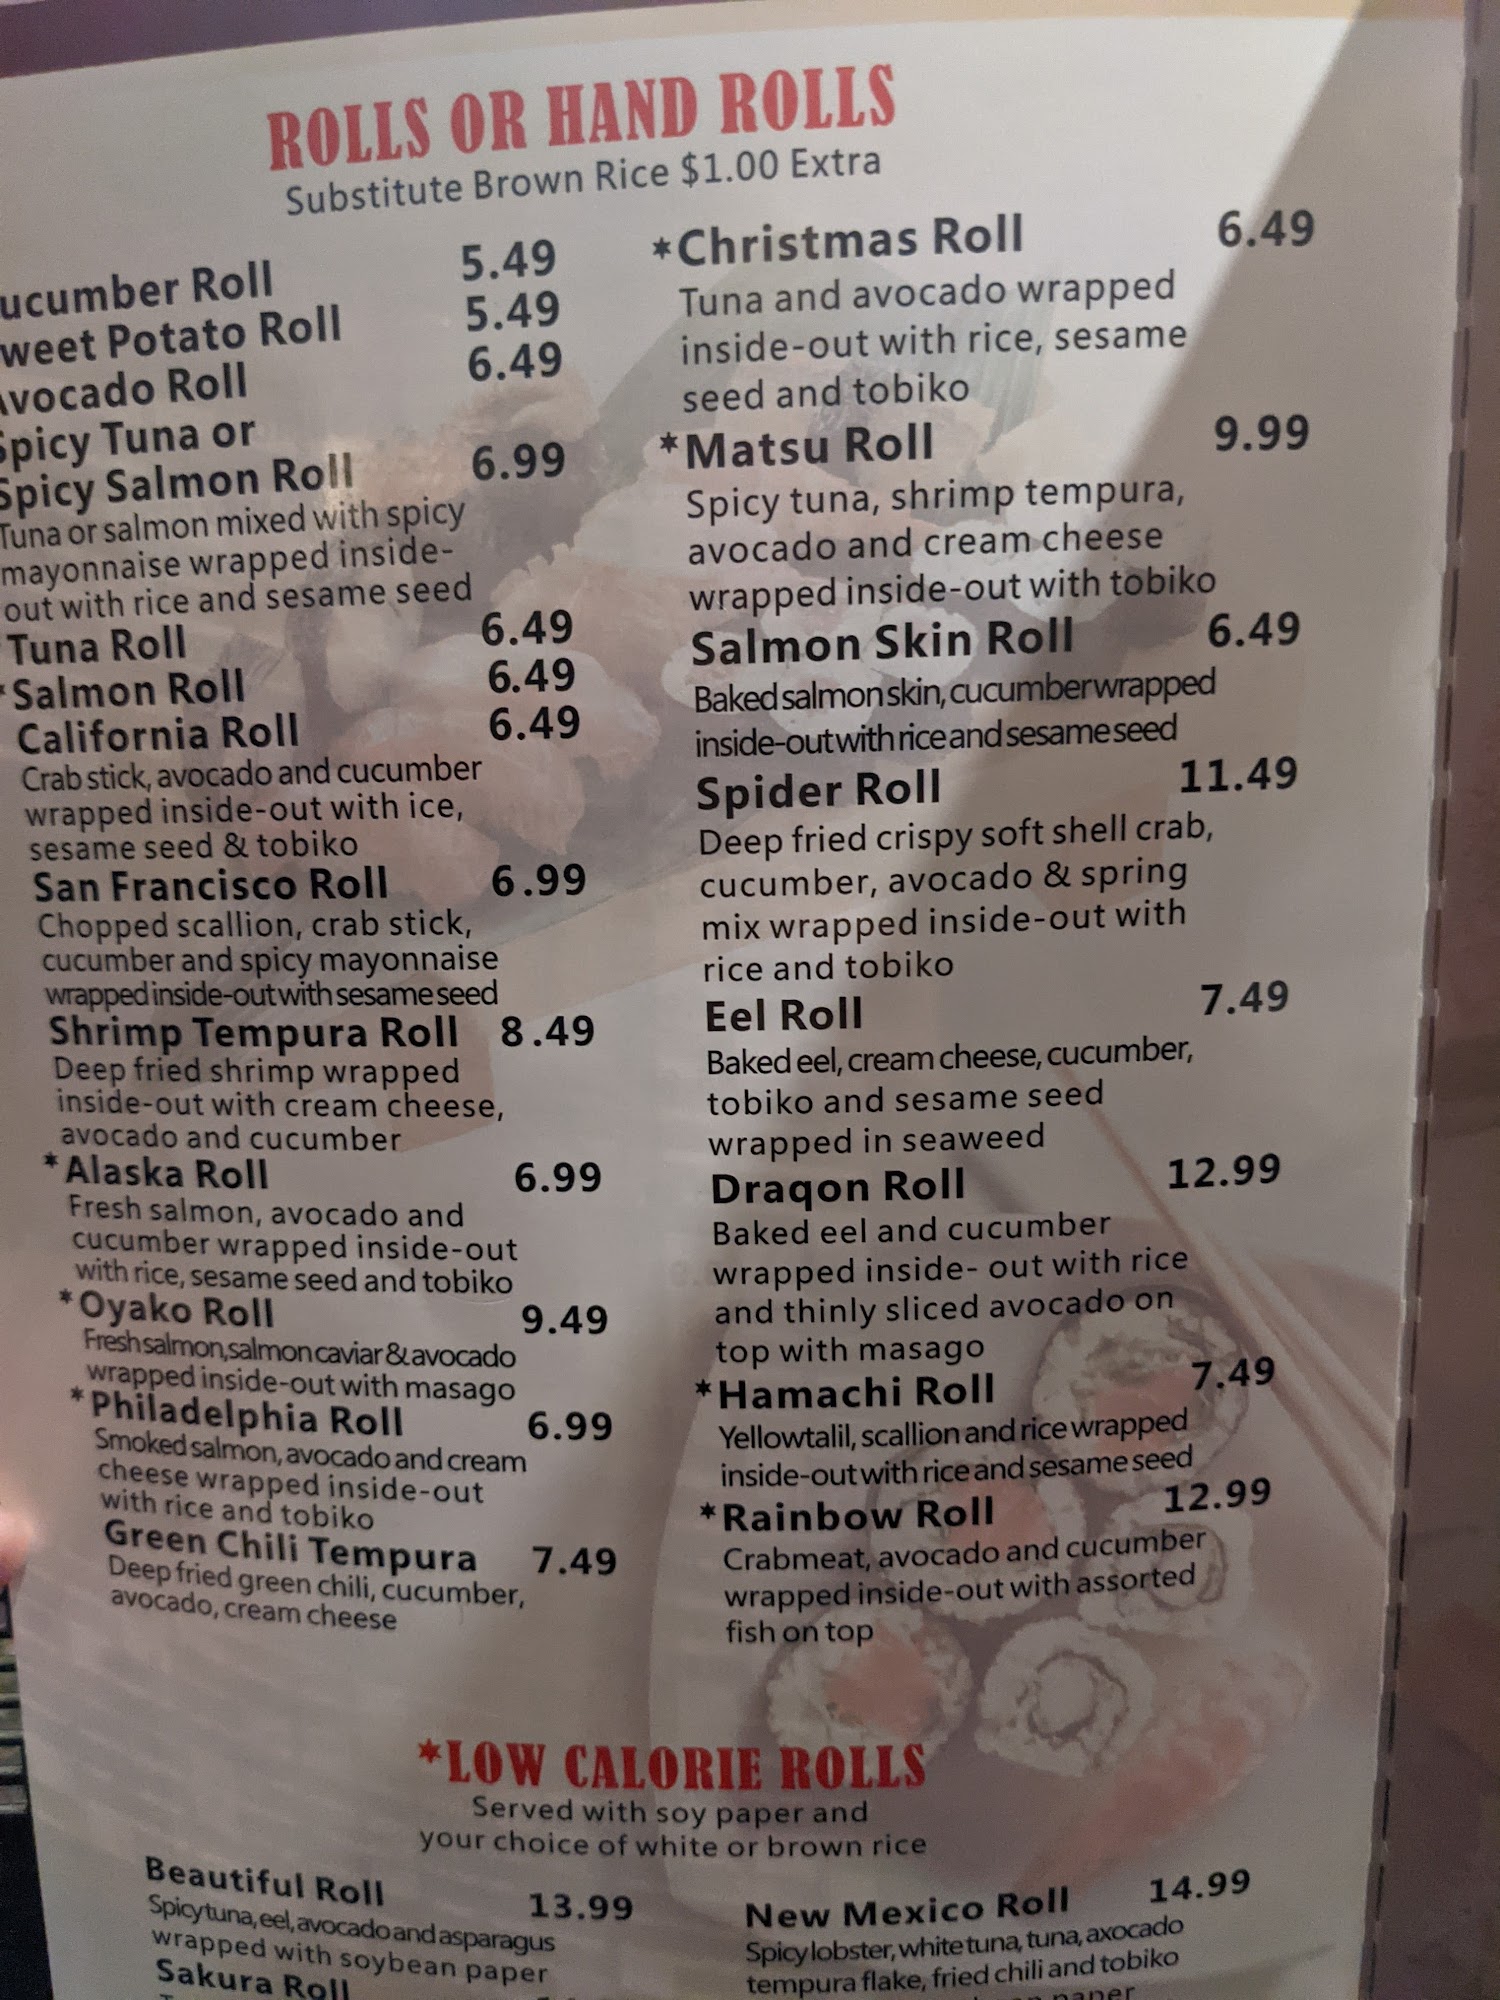 ROLLS OR HAND ROLLS
Substitute Brown Rice $1.00 Extra
ucumber Roll 5.49
weet Potato Roll 5.49
Avocado Roll 6.49
Spicy Tuna or
Spicy Salmon Roll 6.99
Tuna or salmon mixed with spicy
mayonnaise wrapped inside-
out with rice and sesame seed
Tuna Roll 6.49
*Salmon Roll 6.49
California Roll 6.49
Crab stick, avocado and cucumber
wrapped inside-out with ice,
sesame seed & tobiko
San Francisco Roll 6.99
Chopped scallion, crab stick,
cucumber and spicy mayonnaise
wrapped inside-out with sesame seed
Shrimp Tempura Roll 8.49
Deep fried shrimp wrapped
inside-out with cream cheese,
avocado and cucumber
*Alaska Roll 6.99
Fresh salmon, avocado and
cucumber wrapped inside-out
with rice, sesame seed and tobiko
*Oyako Roll 9.49
Fresh salmon,salmon caviar & avocado
wrapped inside-out with masago
*Philadelphia Roll 6.99
Smoked salmon, avocado and cream
cheese wrapped inside-out
with rice and tobiko
Green Chili Tempura 7.49
Deep fried green chili, cucumber,
avocado, cream cheese
*Christmas Roll 6.49
Tuna and avocado wrapped
inside-out with rice, sesame
seed and tobiko
*Matsu Roll 9.99
Spicy tuna, shrimp tempura,
avocado and cream cheese
wrapped inside-out with tobiko
Salmon Skin Roll 6.49
Baked salmon skin, cucumber wrapped
inside-out with rice and sesame seed
Spider Roll 11.49
Deep fried crispy soft shell crab,
cucumber, avocado & spring
mix wrapped inside-out with
rice and tobiko
Eel Roll 7.49
Baked eel, cream cheese, cucumber,
tobiko and sesame seed
wrapped in seaweed
Draqon Roll 12.99
Baked eel and cucumber
wrapped inside- out with rice
and thinly sliced avocado on
top with masago
*Hamachi Roll 7.49
Yellowtalil, scallion and rice wrapped
inside-out with rice and sesame seed
*Rainbow Roll 12.99
Crabmeat, avocado and cucumber
wrapped inside-out with assorted
fish on top
*LOW CALORIE ROLLS
Served with soy paper and
your choice of white or brown rice
Beautiful Roll 13.99
Spicy tuna, eel, avocado and asparagus
wrapped with soybean paper
Sakura Roll
New Mexico Roll 14.99
Spicy lobster, white tuna, tuna, axocado
tempura flake, fried chili and tobiko
paper